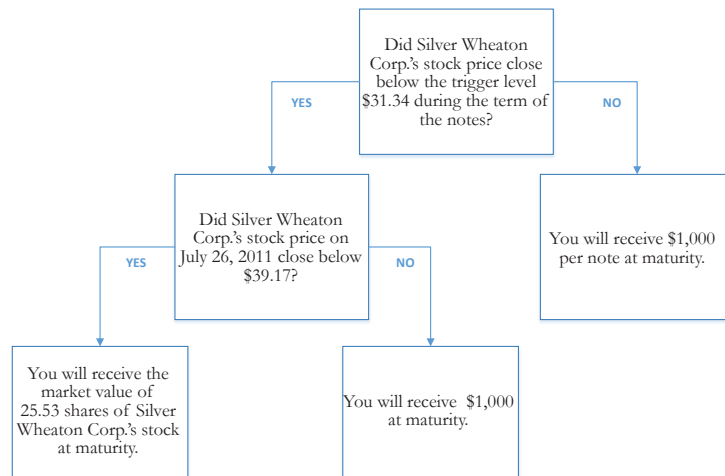 Did Silver Wheaton
Corp.'s stock price close
below the trigger level
$31.34 during the term of
the notes?
YES
NO
Did Silver Wheaton
Corp.'s stock price on
July 26, 2011 close below
$39.17?
You will receive $1,000
per note at maturity.
YES
NO
You will receive the
market value of
25.53 shares of Silver
Wheaton Corp.'s stock
at maturity.
You will receive $1,000
at maturity.